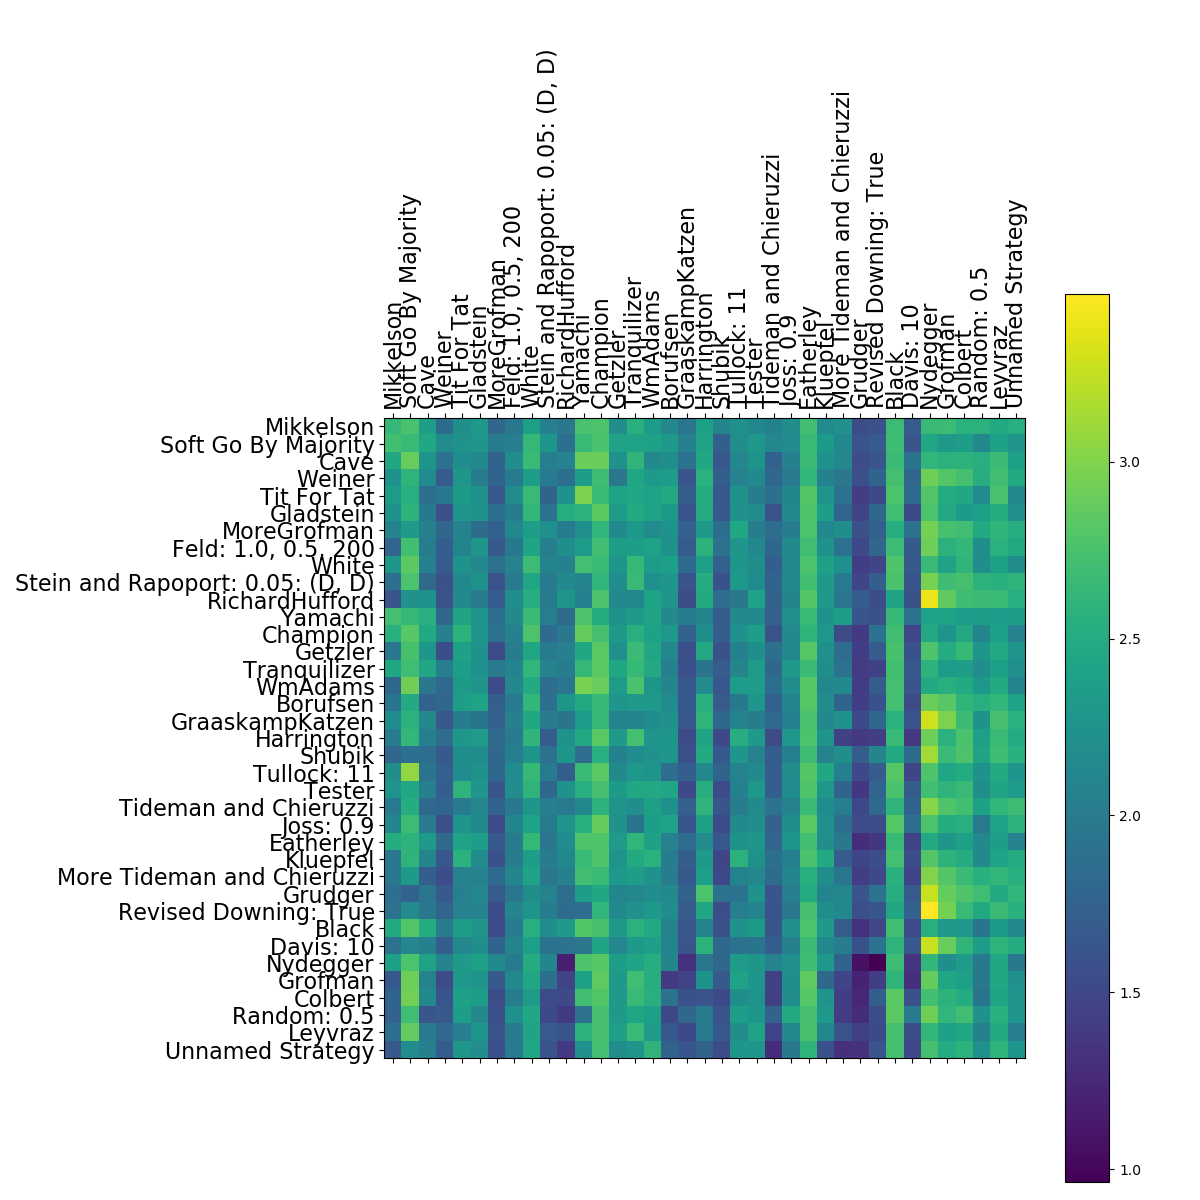 Mikkelson
Soft Go By Majority
Cave
Weiner
Tit For Tat
Gladstein
MoreGrofman
Feld: 1.0, 0.5, 200
White
Stein and Rapoport: 0.05: (D, D)
RichardHufford
Yamachi
Champion
Getzler
Tranquilizer
WmAdams
Borufsen
GraaskampKatzen
Harrington
Shubik
Tullock: 11
Tester
Tideman and Chieruzzi
Joss: 0.9
Eatherley
Kluepfel
More Tideman and Chieruzzi
Grudger
Revised Downing: True
Black
Davis: 10
Nydegger
Grofman
Colbert
Random: 0.5
Leyvraz
Unnamed Strategy
Mikkelson
Soft Go By Majority
Cave
Weiner
Tit For Tat
Gladstein
MoreGrofman
Feld: 1.0, 0.5, 200
White
Stein and Rapoport: 0.05: (D, D)
RichardHufford
Yamachi
Champion
Getzler
Tranquilizer
WmAdams
Borufsen
GraaskampKatzen
Harrington
Shubik
Tullock: 11
Tester
Tideman and Chieruzzi
Joss: 0.9
Eatherley
Kluepfel
More Tideman and Chieruzzi
Grudger
Revised Downing: True
Black
Davis: 10
Nydegger
Grofman
Colbert
Random: 0.5
Leyvraz
Unnamed Strategy
3.0
2.5
2.0
1.5
1.0